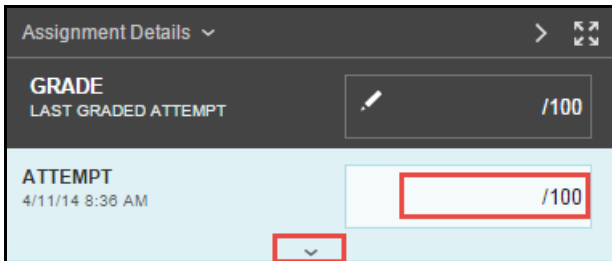 Assignment Details
GRADE
LAST GRADED ATTEMPT
/100
ATTEMPT
4/11/14 8:36 AM
/100